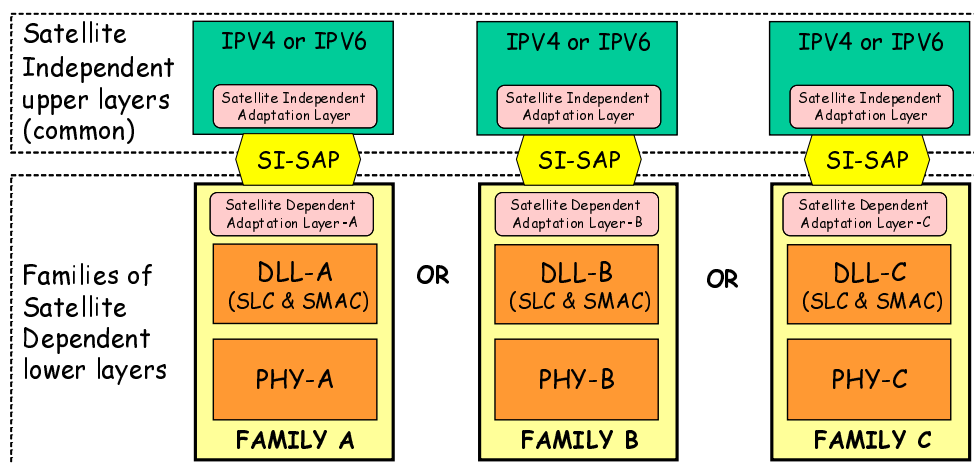 Satellite
Independent
upper layers
(common)
IPV4 or IPV6
Satellite Independent
Adaptation Layer
SI-SAP
IPV4 or IPV6
Satellite Independent
Adaptation Layer
SI-SAP
IPV4 or IPV6
Satellite Independent
Adaptation Layer
SI-SAP
Families of
Satellite
Dependent
lower layers
Satellite Dependent
Adaptation Layer -A
DLL-A
(SLC & SMAC)
PHY-A
FAMILY A
OR
Satellite Dependent
Adaptation Layer-B
DLL-B
(SLC & SMAC)
PHY-B
FAMILY B
OR
Satellite Dependent
Adaptation Layer -C
DLL-C
(SLC & SMAC)
PHY-C
FAMILY C